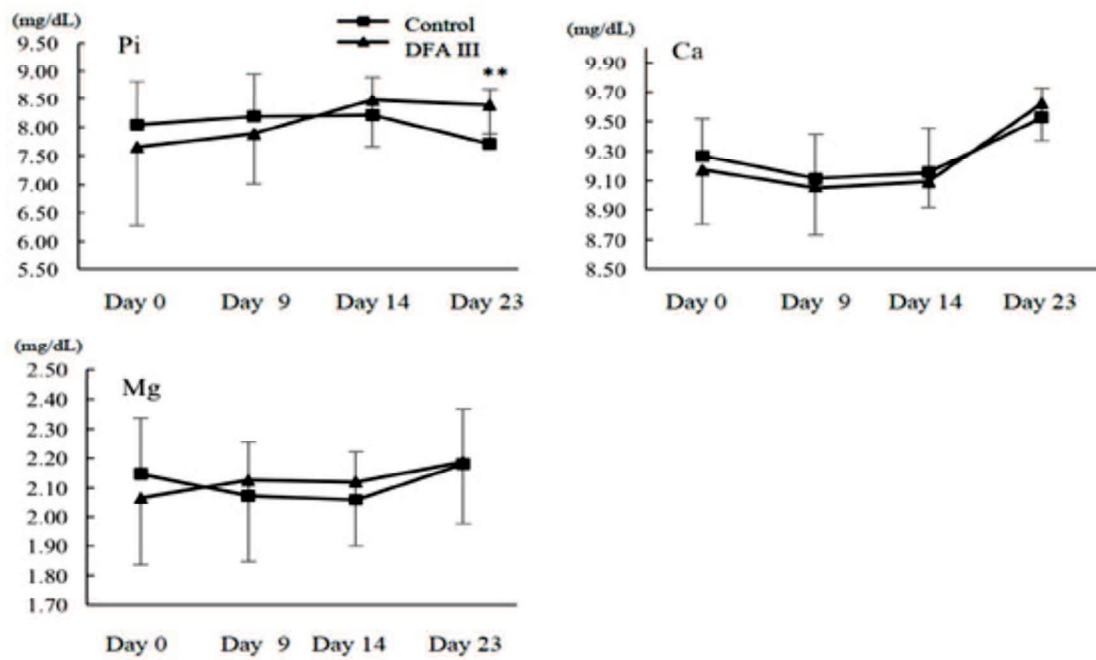 (mg/dL)
Pi
Control
DFA III
9.50
9.00
8.50
8.00
7.50
7.00
6.50
6.00
5.50
**
Day 0 Day 9 Day 14 Day 23
(mg/dL)
Ca
9.90
9.70
9.50
9.30
9.10
8.90
8.70
8.50
Day 0 Day 9 Day 14 Day 23
(mg/dL)
Mg
2.50
2.40
2.30
2.20
2.10
2.00
1.90
1.80
1.70
Day 0 Day 9 Day 14 Day 23